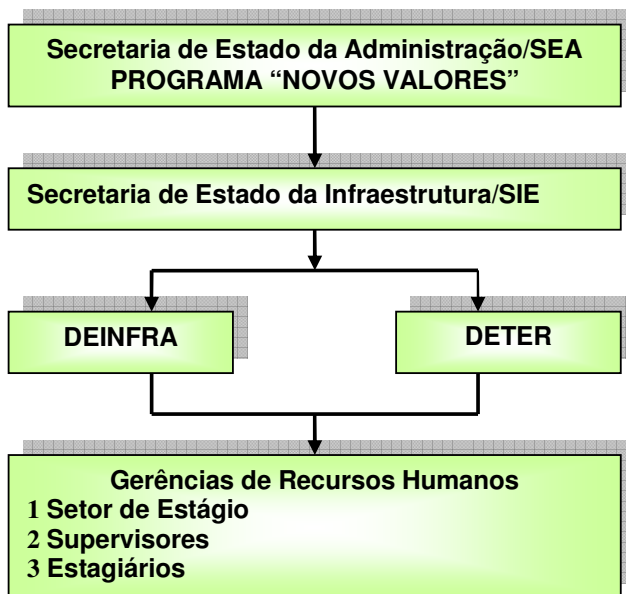 Secretaria de Estado da Administração/SEA
PROGRAMA “NOVOS VALORES”
Secretaria de Estado da Infraestrutura/SIE
DEINFRA
DETER
Gerências de Recursos Humanos
1 Setor de Estágio
2 Supervisores
3 Estagiários